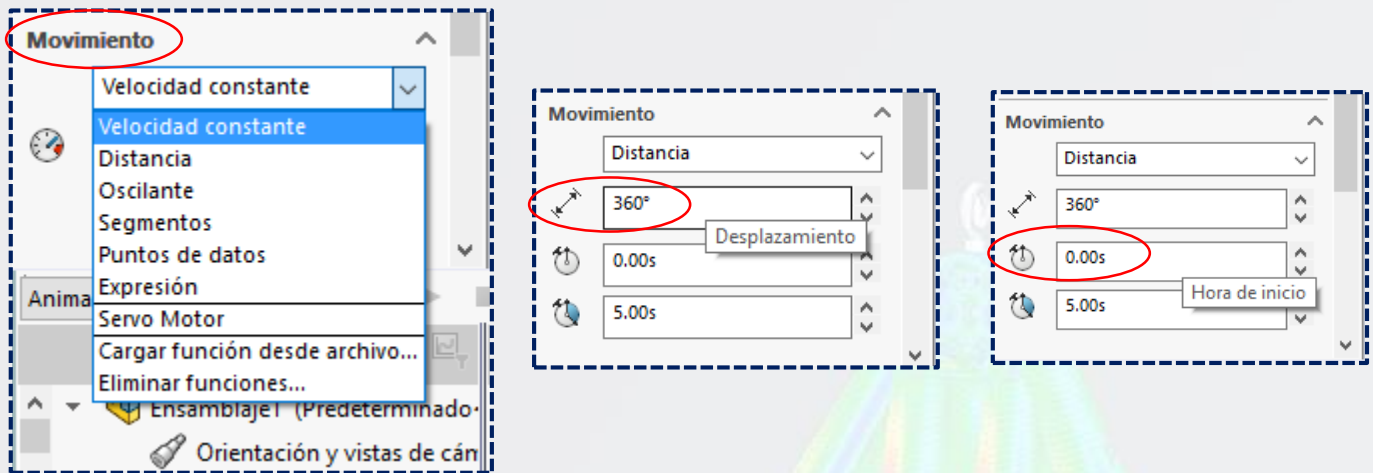 Movimiento
Velocidad constante
Velocidad constante
Distancia
Oscilante
Segmentos
Puntos de datos
Expresión
Anima
Servo Motor
Cargar función desde archivo...
Eliminar funciones...
Ensamblaje1 (Predeterminado
Orientación y vistas de cám
Movimiento
Distancia
360°
Desplazamiento
0.00s
5.00s
Movimiento
Distancia
360°
0.00s
Hora de inicio
5.00s